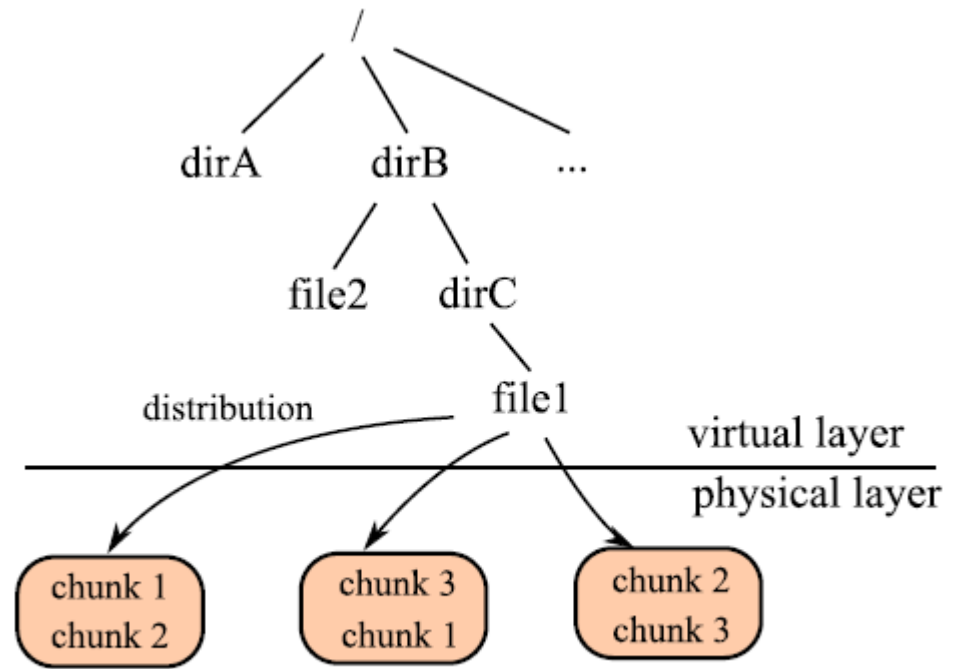 /
dirA dirB ...
file2 dirC
file1
distribution
virtual layer
physical layer
chunk 1
chunk 2
chunk 3
chunk 1
chunk 2
chunk 3